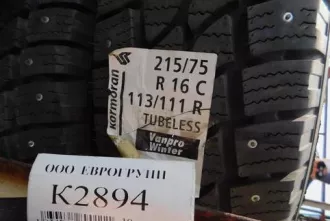 kormoran
215/75
R 16 C
113/111 R
TUBELESS
Vanpro
Winter
ООО ЕВРОГРУПП
К2894